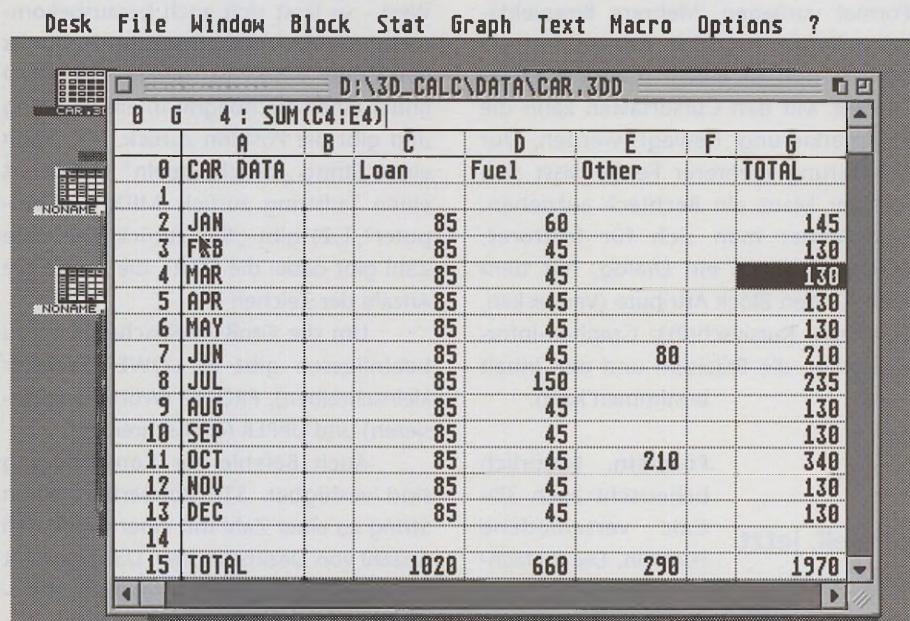 Desk File Window Block Stat Graph Text Macro Options ?
D:\3D_CALC\DATA\CAR.3DD
0 G 4: SUM(C4:E4)
A B C D E F G
0 CAR DATA Loan Fuel Other TOTAL
1
2 JAN 85 60 145
3 FEB 85 45 130
4 MAR 85 45 130
5 APR 85 45 130
6 MAY 85 45 130
7 JUN 85 45 80 210
8 JUL 85 150 235
9 AUG 85 45 130
10 SEP 85 45 130
11 OCT 85 45 210 340
12 NOV 85 45 130
13 DEC 85 45 130
14
15 TOTAL 1020 660 290 1970
NONAME
NONAME